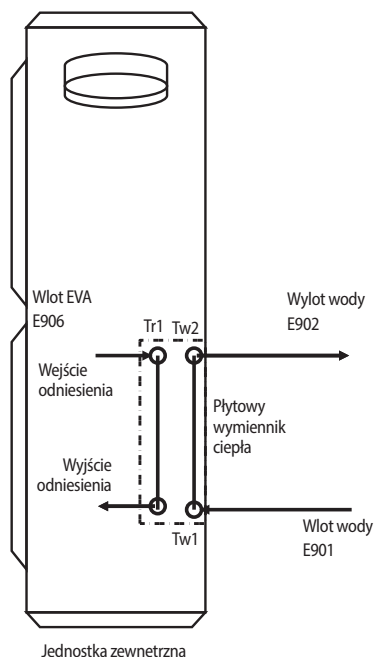 Wlot EVA
E906
Tr1
Tw2
Wylot wody
E902
Wejście
odniesienia
Płytowy
wymiennik
ciepła
Wyjście
odniesienia
Tw1
Wlot wody
E901
Jednostka zewnetrzna